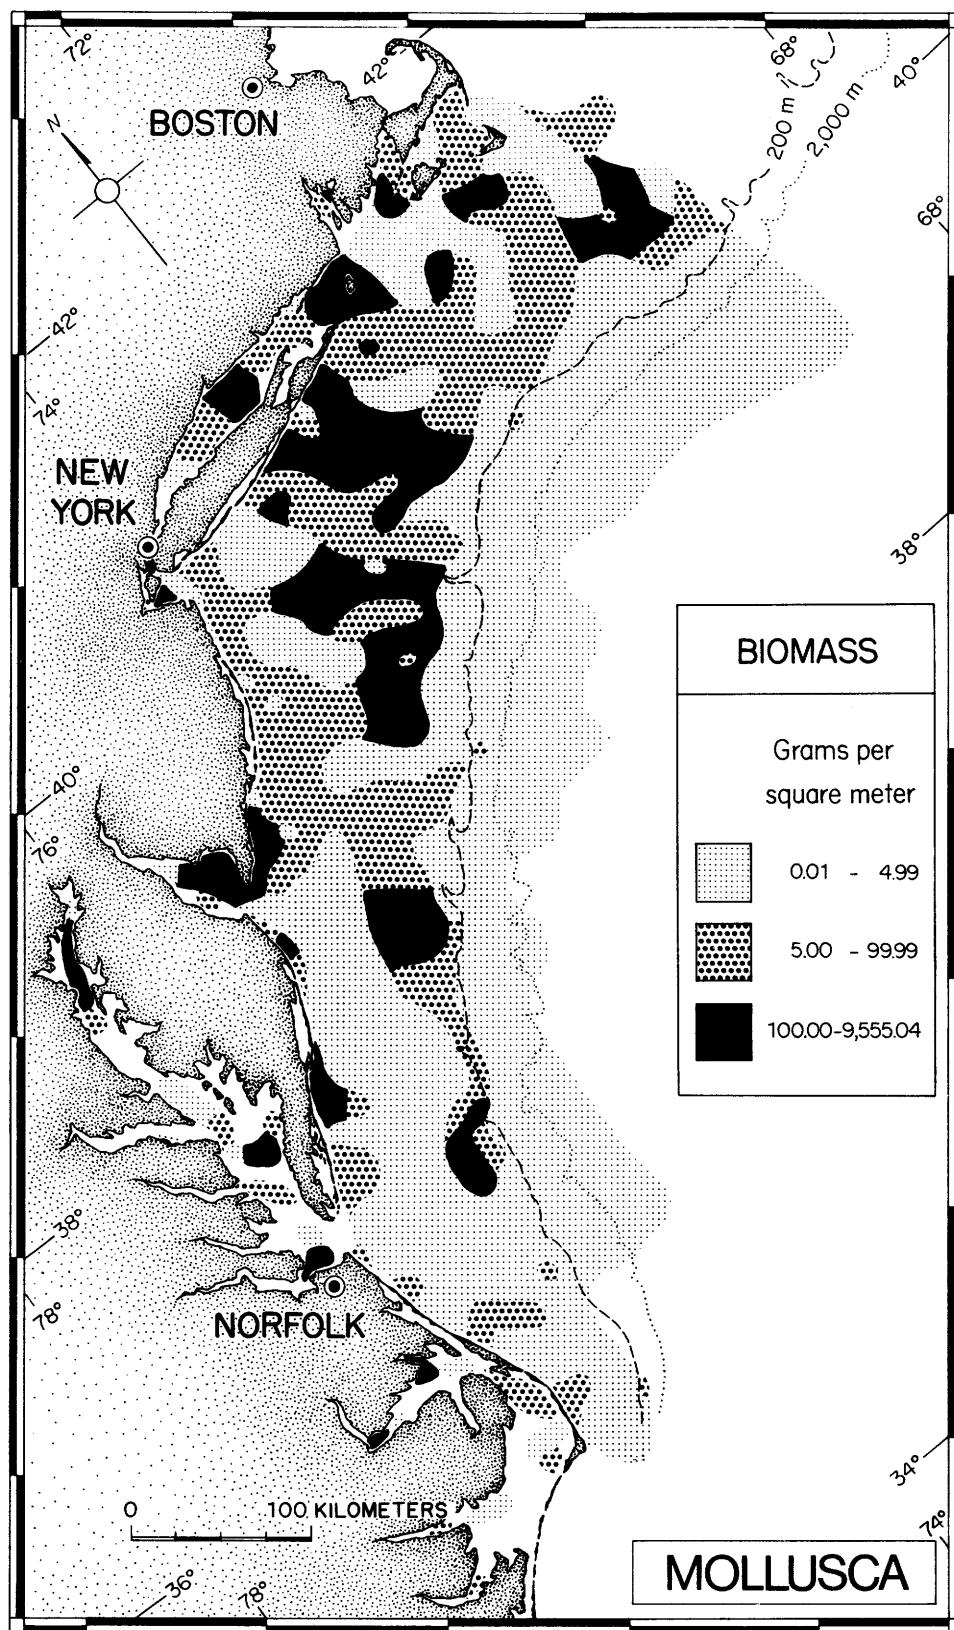 72°
42°
68°
40°
200 m
2,000 m
BOSTON
N
68°
42°
74°
NEW
YORK
38°
BIOMASS
Grams per
square meter
0.01 - 4.99
5.00 - 99.99
100.00-9,555.04
40°
76°
38°
78°
NORFOLK
34°
74°
0 100 KILOMETERS
36°
78°
MOLLUSCA